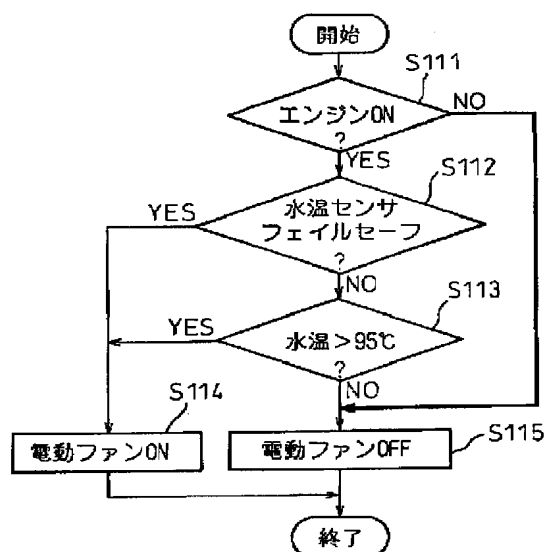 開始
S111
エンジンON
?
NO
YES
S112
YES
水温センサ
フェイルセーフ
?
NO
S113
YES
水温>95℃
?
NO
S114
電動ファンON
電動ファンOFF
S115
終了